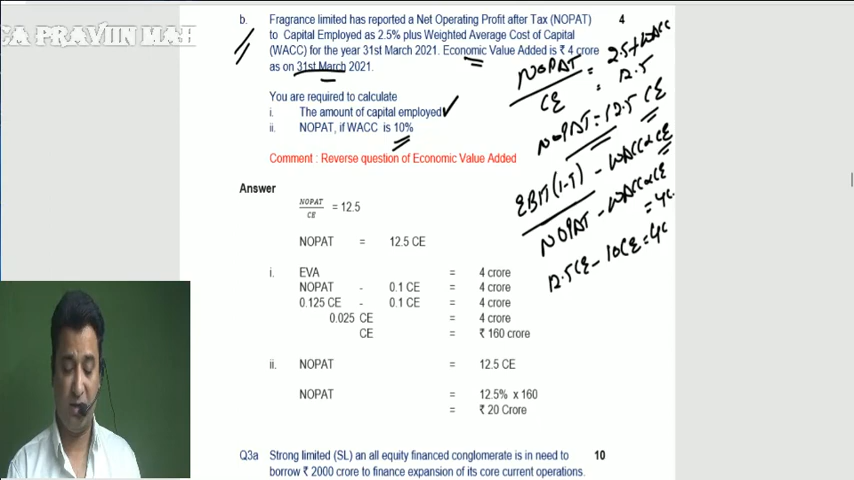 CA PRAVIIN MAH
b. Fragrance limited has reported a Net Operating Profit after Tax (NOPAT) 4
to Capital Employed as 2.5% plus Weighted Average Cost of Capital
(WACC) for the year 31st March 2021. Economic Value Added is ₹ 4 crore
as on 31st March 2021.
You are required to calculate
i. The amount of capital employed
ii. NOPAT, if WACC is 10%
Comment : Reverse question of Economic Value Added
Answer
NOPAT
CE
= 12.5
NOPAT = 12.5 CE
i. EVA = 4 crore
NOPAT - 0.1 CE = 4 crore
0.125 CE - 0.1 CE = 4 crore
0.025 CE = 4 crore
CE = ₹ 160 crore
ii. NOPAT = 12.5 CE
NOPAT = 12.5% x 160
= ₹ 20 Crore
Q3a Strong limited (SL) an all equity financed conglomerate is in need to 10
borrow ₹ 2000 crore to finance expansion of its core current operations.
NOPAT = 2.5 + WACC
CE = 12.5
NOPAT = 12.5 CE
EBIT (1-T) - WACC x CE
NOPAT - WACC x CE
= 4C
12.5 CE - 10 CE = 4C